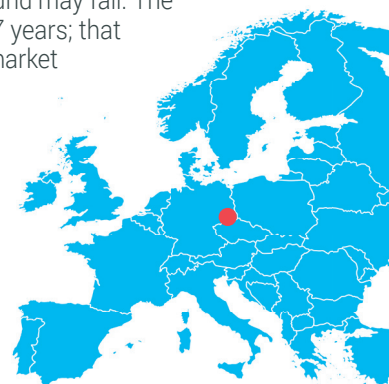 und may fall. The
7 years; that
market